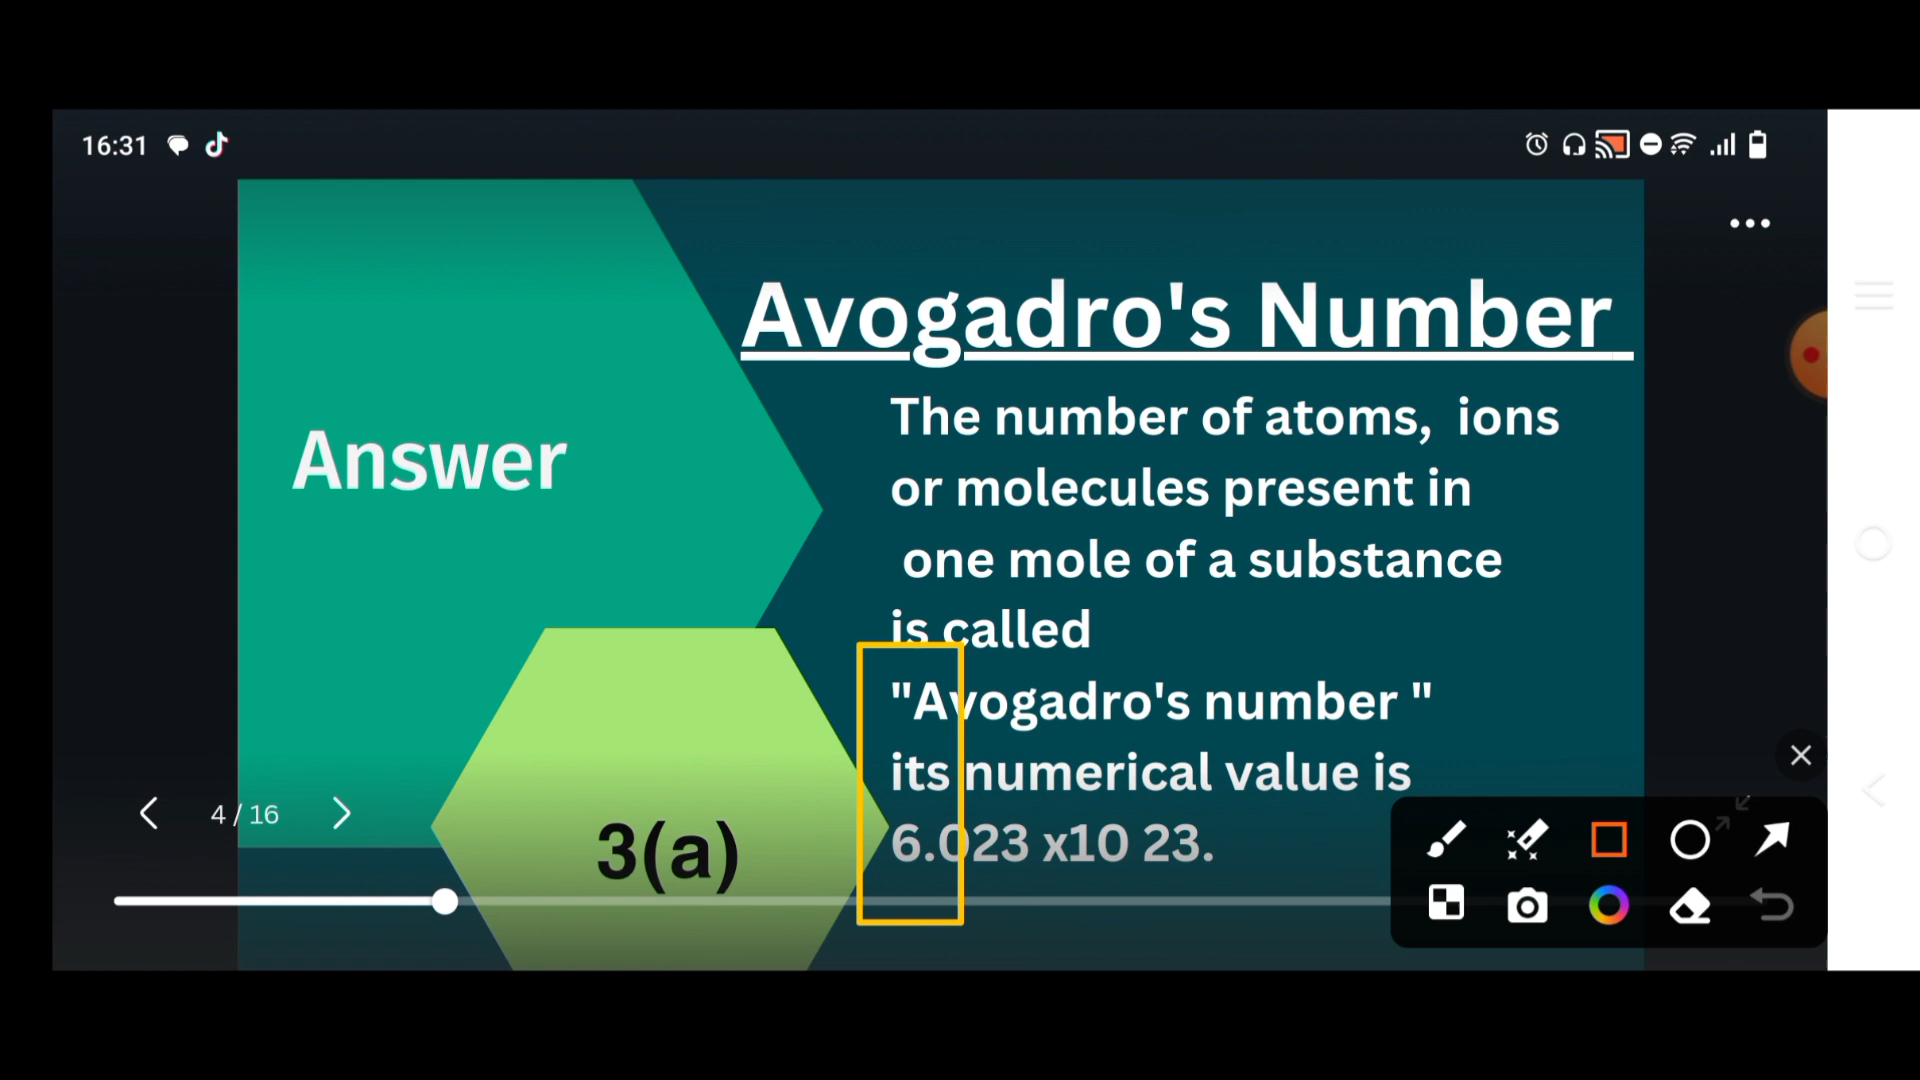 16:31
Avogadro's Number
Answer
The number of atoms,  ions
or molecules present in
one mole of a substance
is called
"Avogadro's number "
its numerical value is
6.023 x10 23.
3(a)
4 / 16